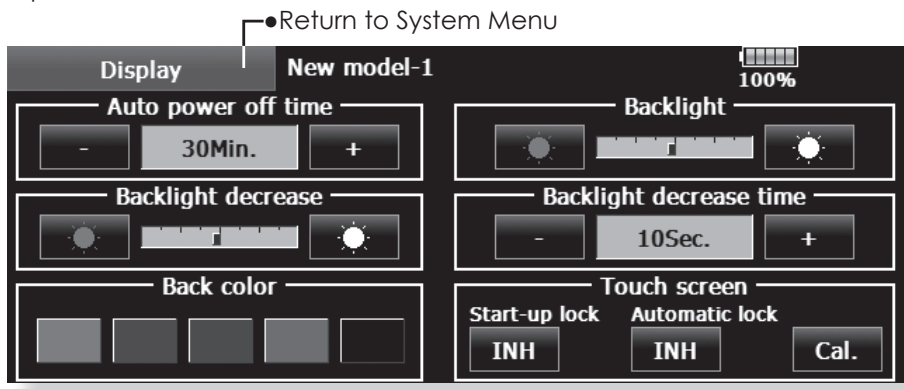 ●Return to System Menu
Display New model-1 100%
Auto power off time
- 30Min. +
Backlight
Backlight decrease
Backlight decrease time
- 10Sec. +
Back color
Touch screen
Start-up lock Automatic lock
INH INH Cal.